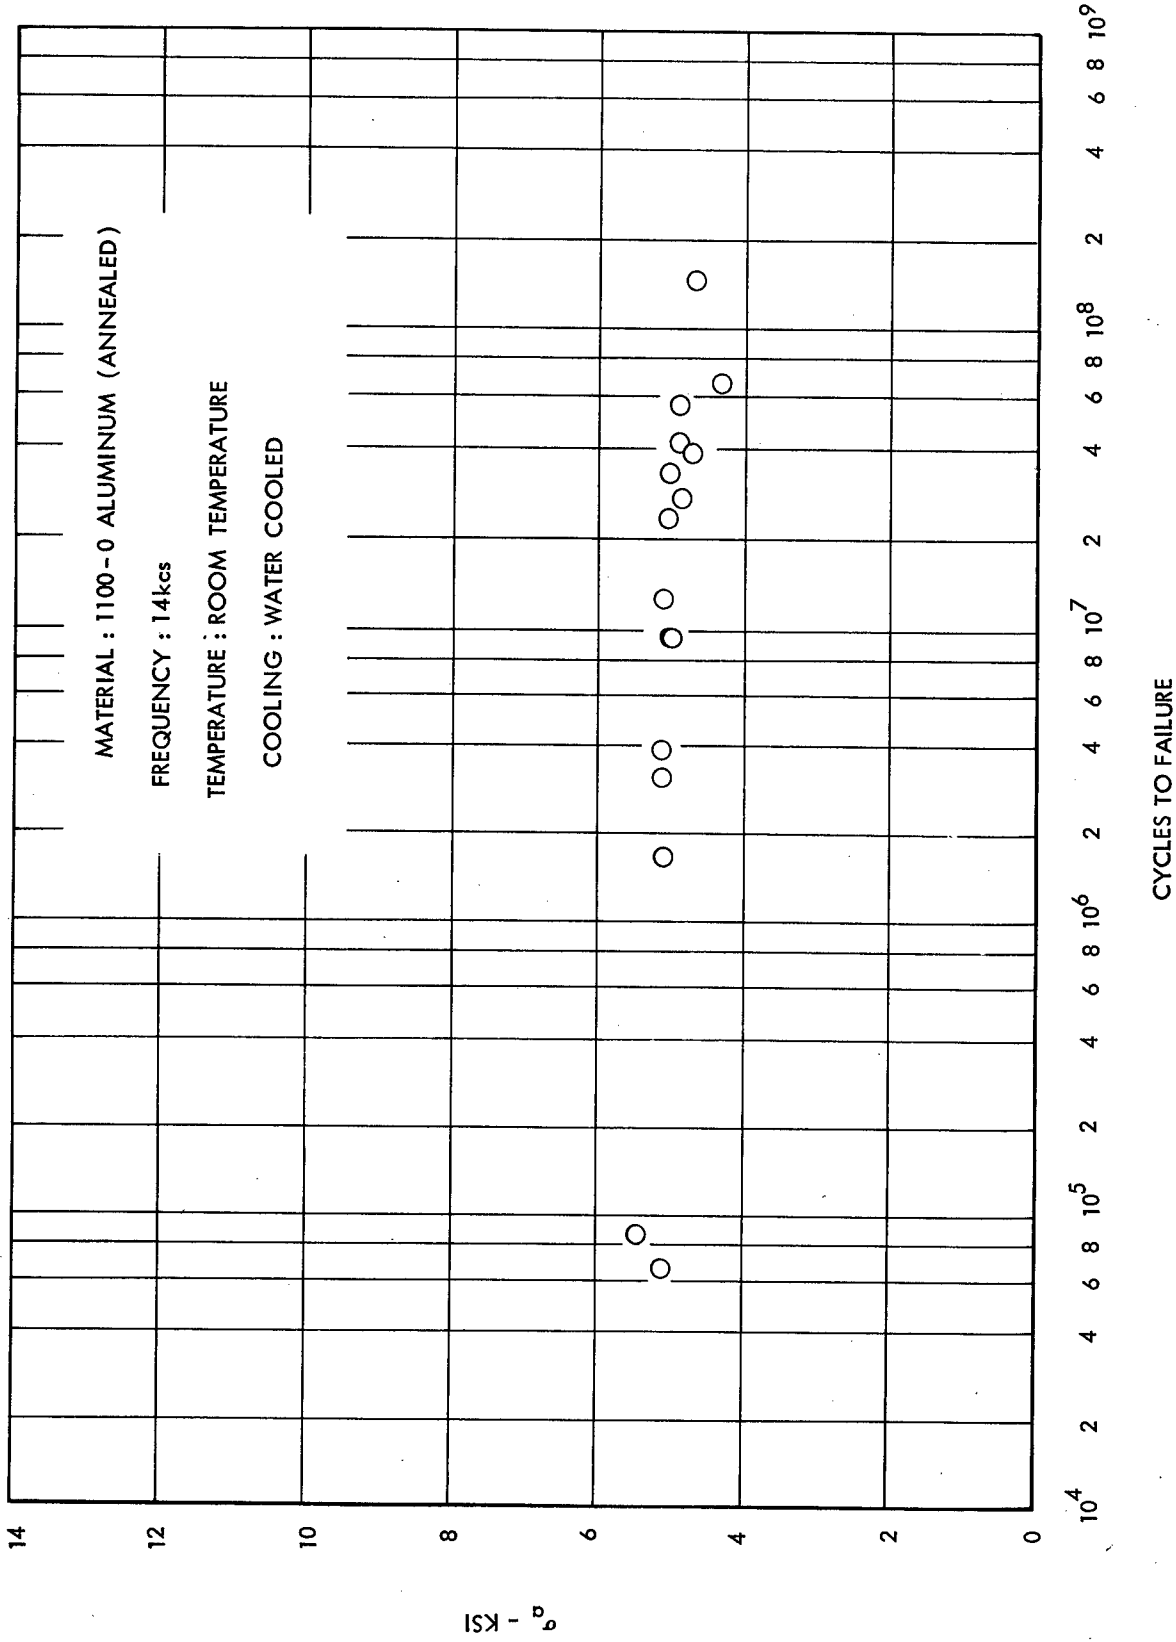 MATERIAL : 1100-0 ALUMINUM (ANNEALED)
FREQUENCY : 14kcs
TEMPERATURE : ROOM TEMPERATURE
COOLING : WATER COOLED
σa - KSI
14
12
10
8
6
4
2
0
10⁴ 2 4 6 8 10⁵ 2 4 6 8 10⁶ 2 4 6 8 10⁷ 2 4 6 8 10⁸ 2 4 6 8 10⁹
CYCLES TO FAILURE